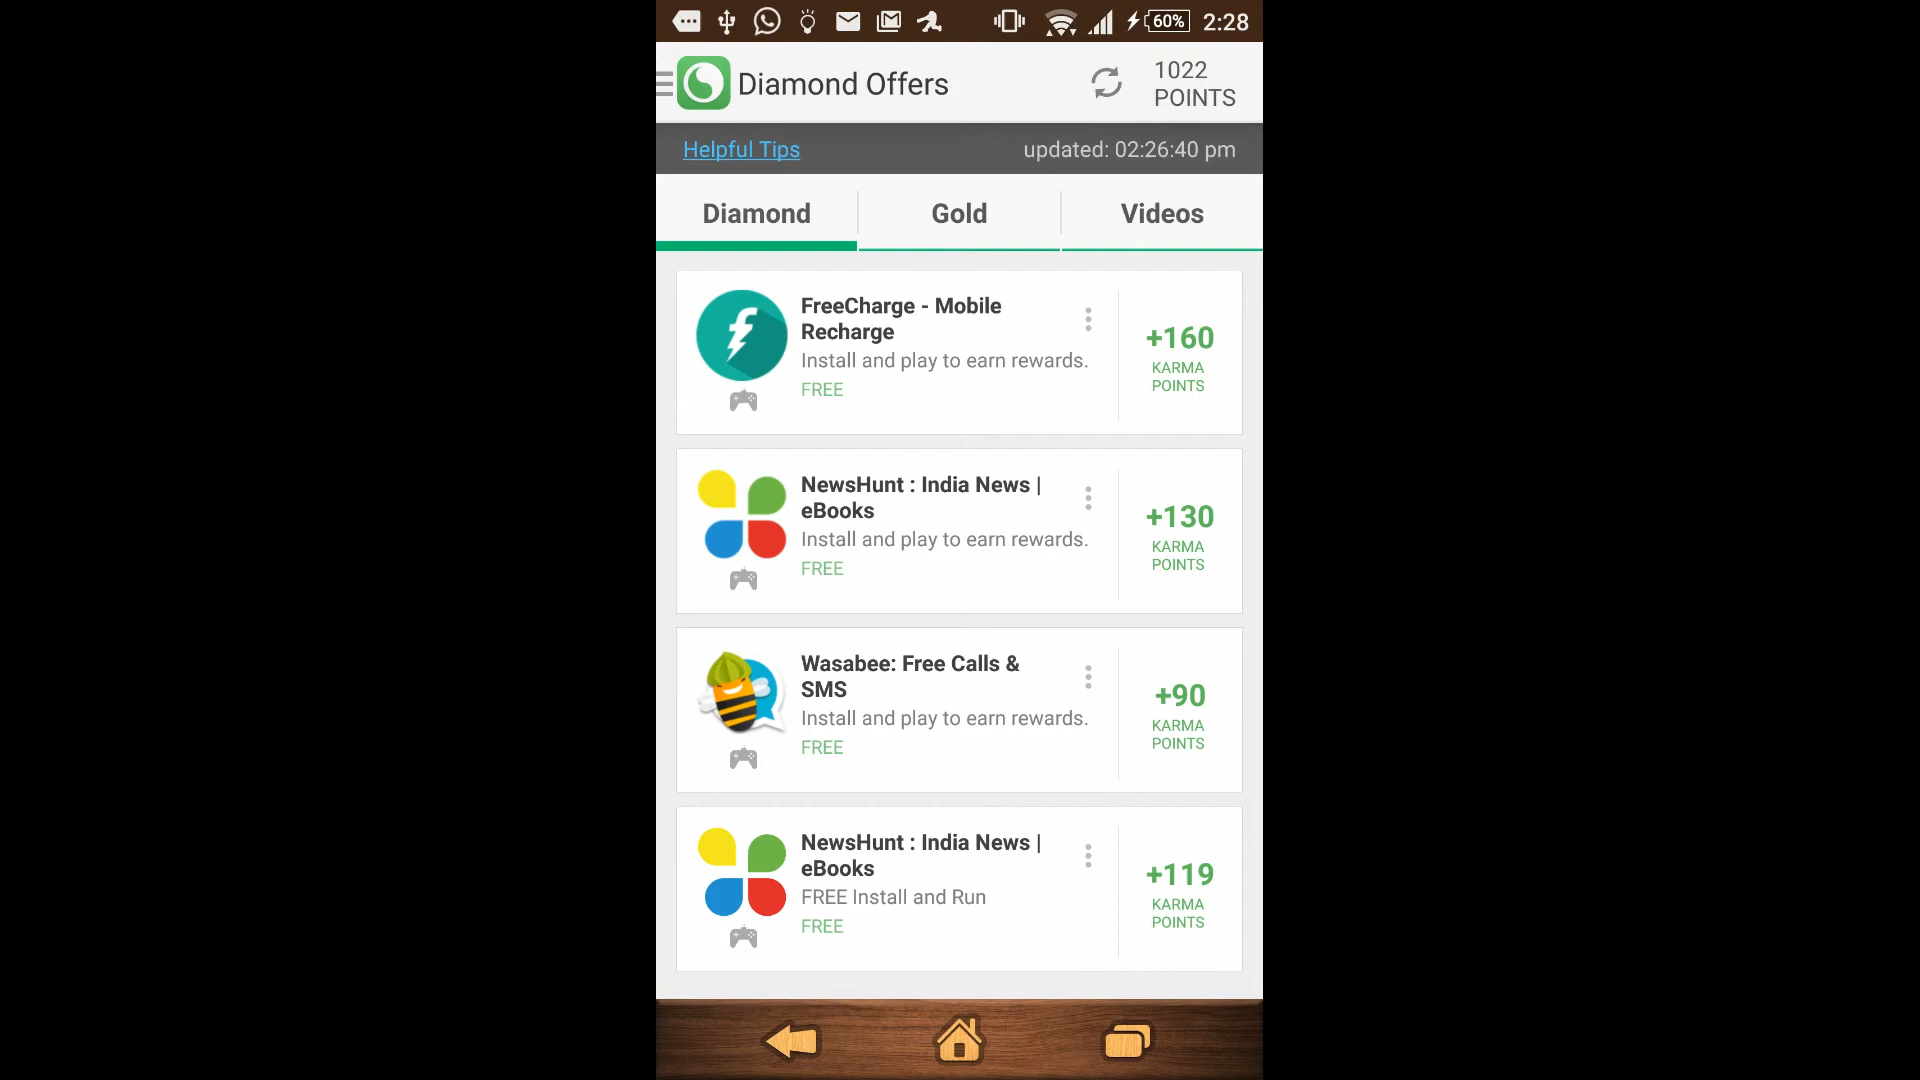 60% 2:28
Diamond Offers
1022
POINTS
Helpful Tips
updated: 02:26:40 pm
Diamond
Gold
Videos
FreeCharge - Mobile
Recharge
Install and play to earn rewards.
FREE
+160
KARMA
POINTS
NewsHunt : India News |
eBooks
Install and play to earn rewards.
FREE
+130
KARMA
POINTS
Wasabee: Free Calls &
SMS
Install and play to earn rewards.
FREE
+90
KARMA
POINTS
NewsHunt : India News |
eBooks
FREE Install and Run
FREE
+119
KARMA
POINTS